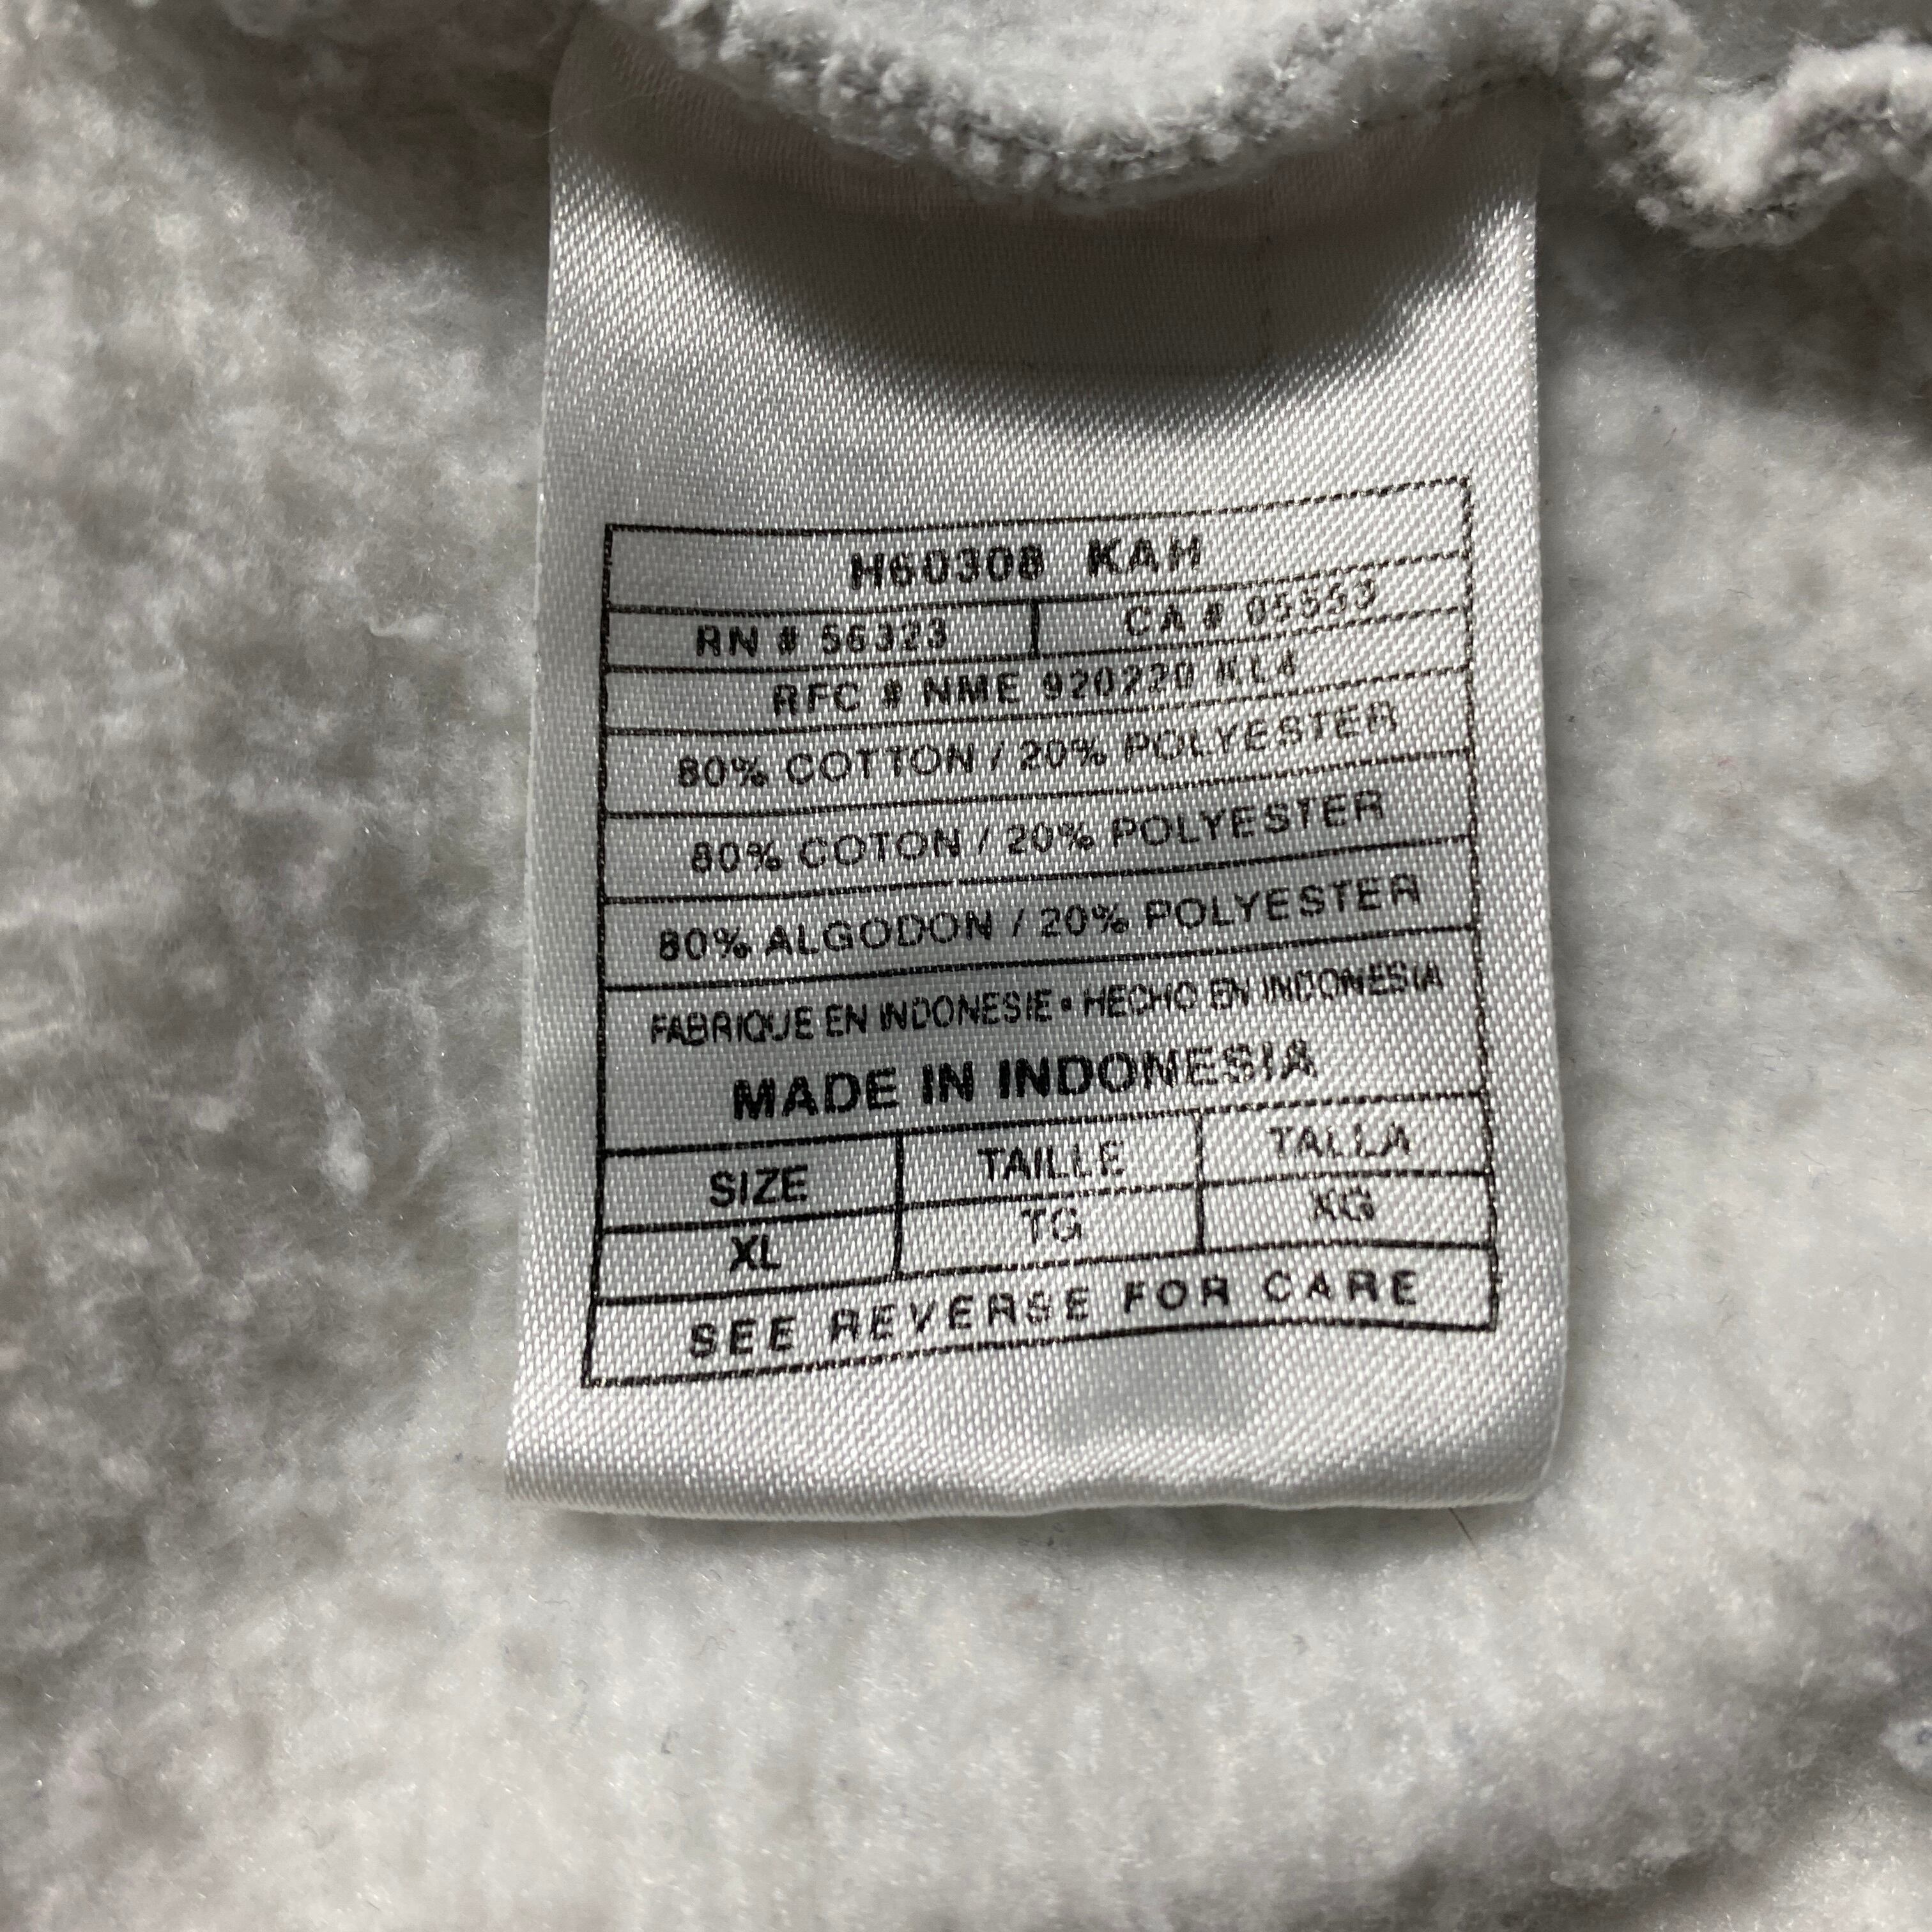 H60308 KAH
RN # 56323 CA # 05553
RFC # NME 920220 KL4
80% COTTON / 20% POLYESTER
80% COTON / 20% POLYESTER
80% ALGODON / 20% POLYESTER
FABRIQUE EN INDONESIE • HECHO EN INDONESIA
MADE IN INDONESIA
SIZE TAILLE TALLA
XL TG XG
SEE REVERSE FOR CARE